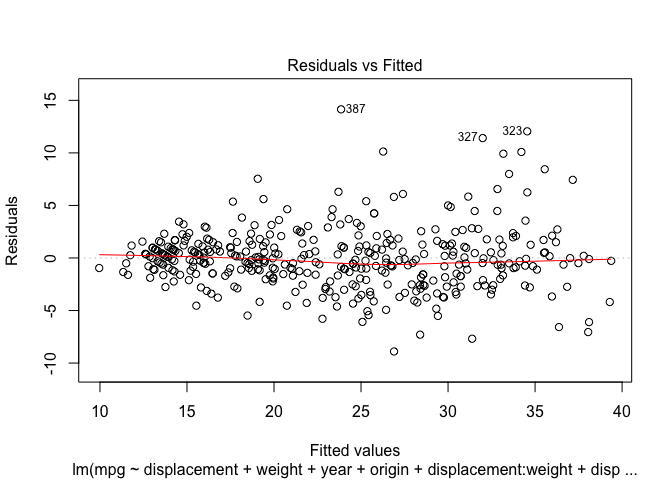 Residuals vs Fitted
Residuals
15
10
5
0
-5
-10
387
327
323
10 15 20 25 30 35 40
Fitted values
lm(mpg ~ displacement + weight + year + origin + displacement:weight + disp ...